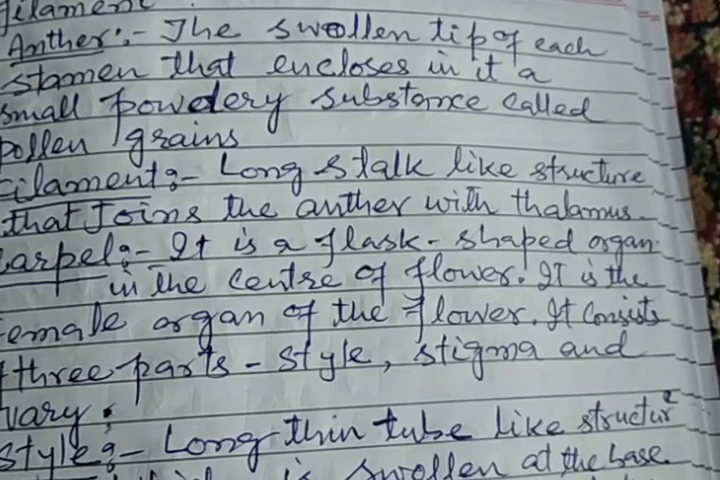 filament.
Anther:- The swollen tip of each
stamen that encloses in it a
small powdery substance called
pollen grains
filament:- Long stalk like structure
that Joins the anther with thalamus.
carpel:- It is a flask-shaped organ
in the centre of flower. It is the
female organ of the flower. It consists
of three parts - style, stigma and
ovary.
Style:- Long thin tube like structur
is swollen at the base